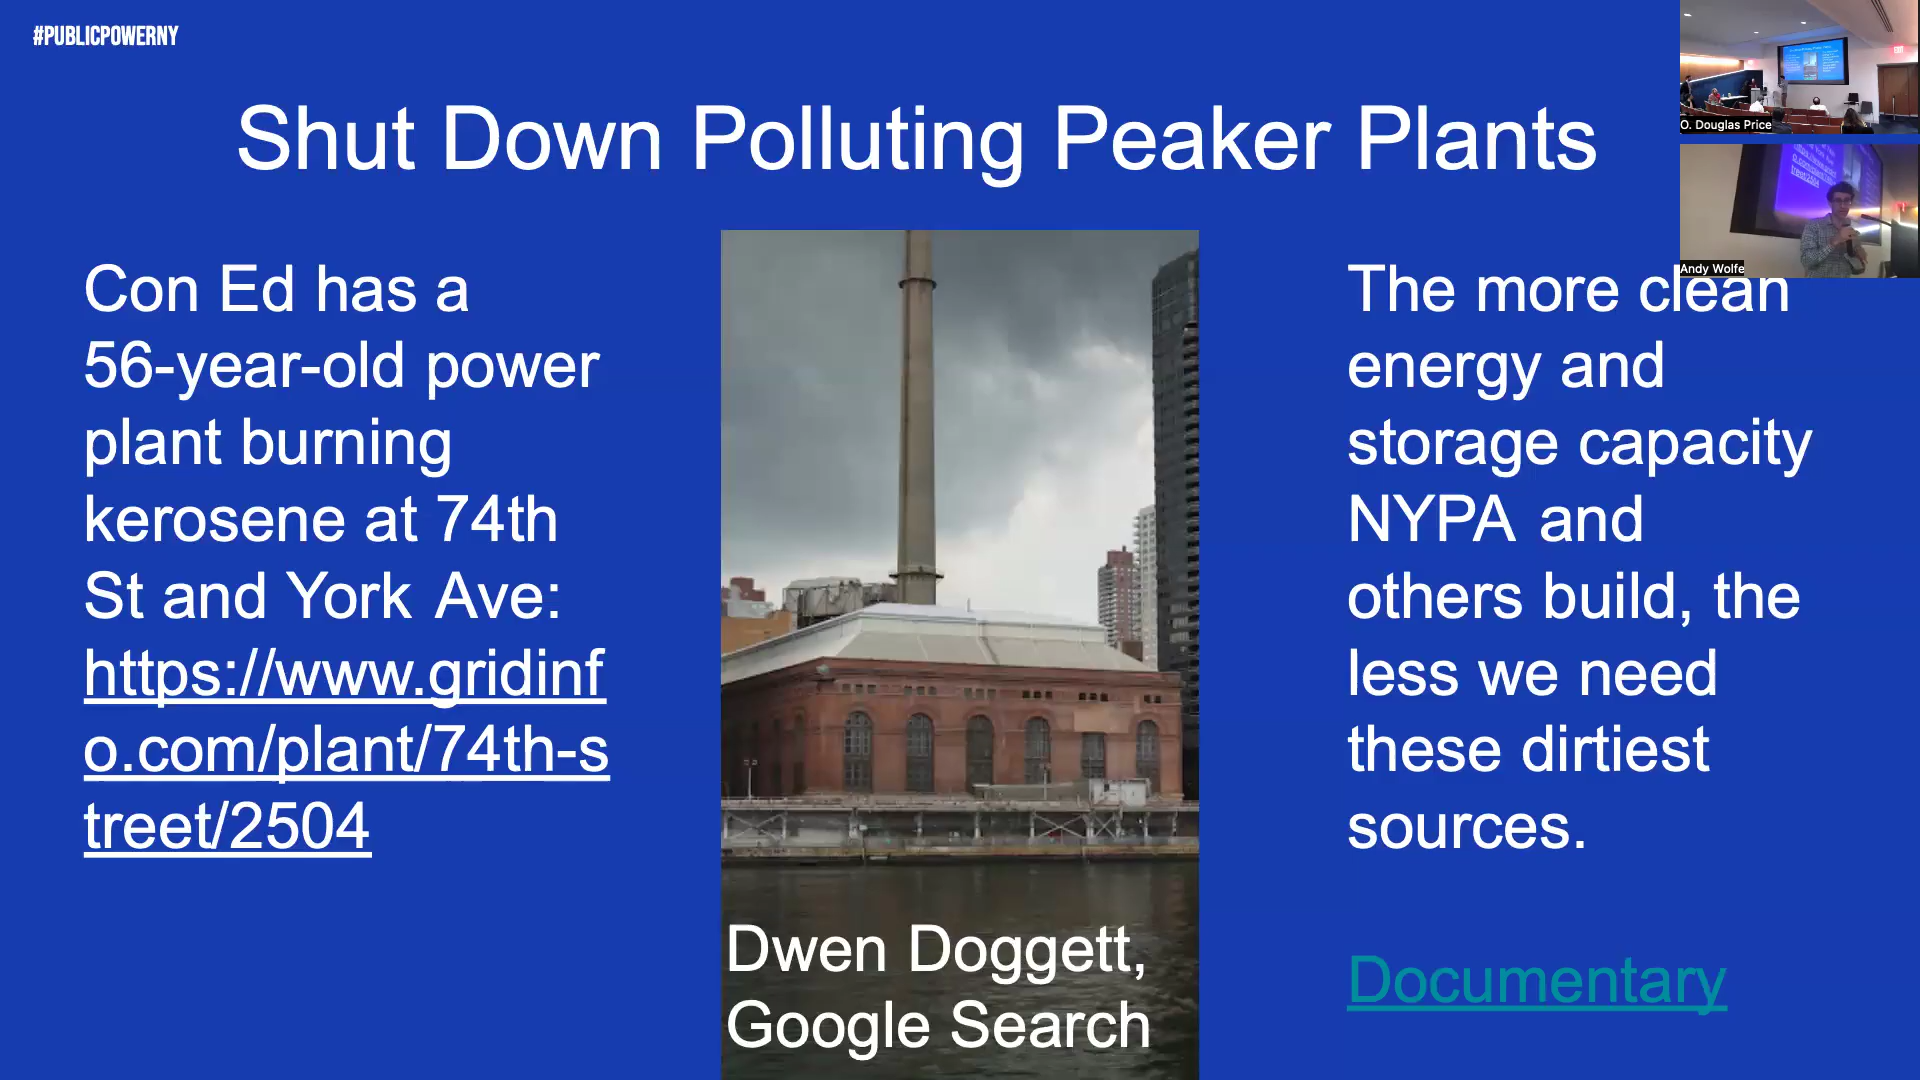 #PUBLICPOWERNY
Shut Down Polluting Peaker Plants
Con Ed has a
56-year-old power
plant burning
kerosene at 74th
St and York Ave:
https://www.gridinf
o.com/plant/74th-s
treet/2504
Dwen Doggett,
Google Search
The more clean
energy and
storage capacity
NYPA and
others build, the
less we need
these dirtiest
sources.
Documentary
O. Douglas Price
Andy Wolfe